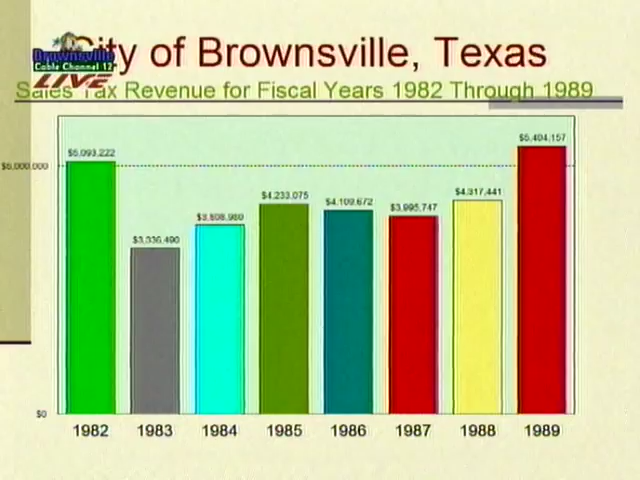 City of Brownsville, Texas
Brownsville
Cable Channel 12
LIVE
Sales Tax Revenue for Fiscal Years 1982 Through 1989
$5,404,157
$5,093,222
$5,000,000
$4,233,075
$4,109,672
$3,995,747
$4,317,441
$3,808,980
$3,336,490
$0
1982 1983 1984 1985 1986 1987 1988 1989